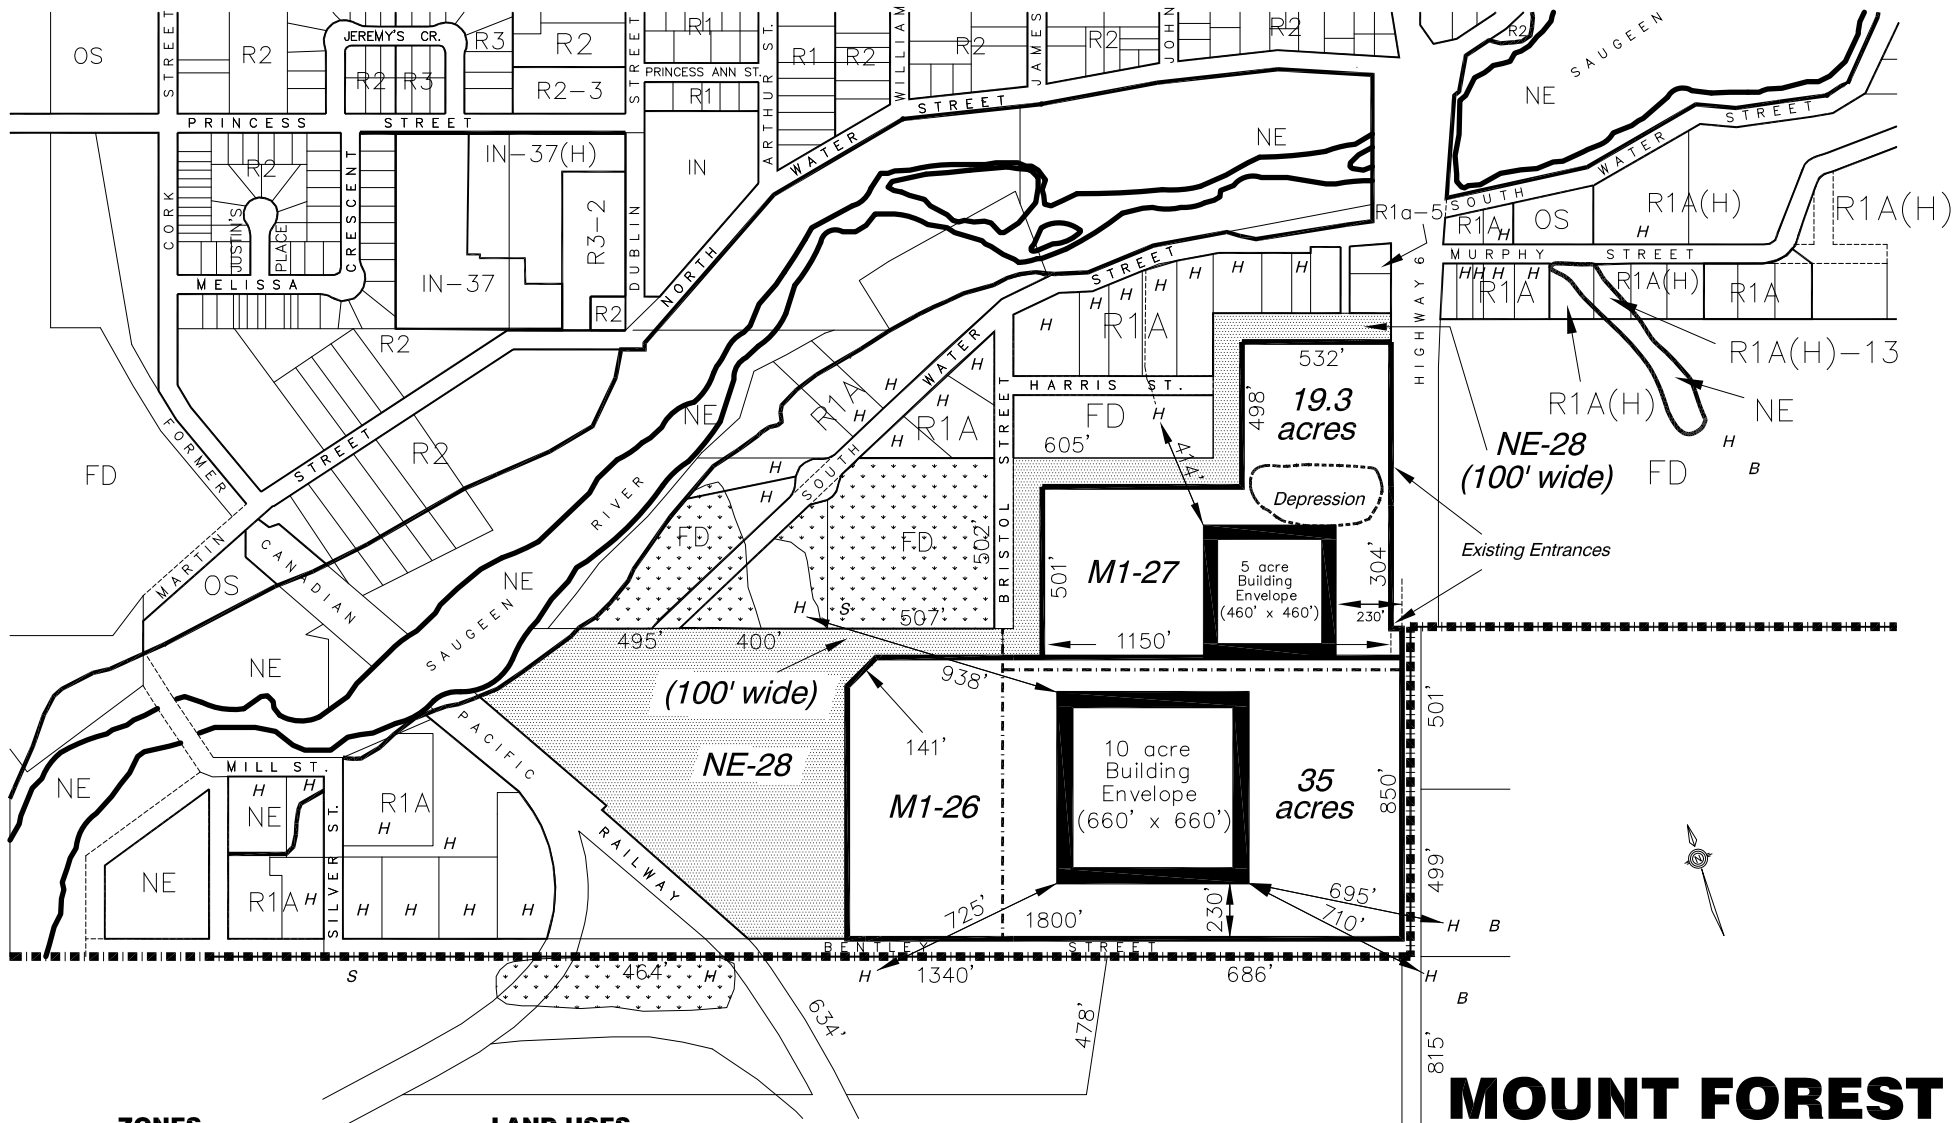 OS
STREET
R2
JEREMY'S CR.
R2
R3
R3
R2
R2-3
STREET
R1
PRINCESS ANN ST.
R1
ARTHUR ST.
R1
R2
WILLIAM
R2
JAMES
R2
JOHN
R2
R2
SAUGEEN
NE
PRINCESS STREET
CORK
R2
JUSTIN'S
PLACE
CRESCENT
MELISSA
IN-37(H)
IN-37
R3-2
R2
DUBLIN
IN
NORTH WATER STREET
NE
SOUTH WATER STREET
R1a-5
R1A
H
OS
R1A(H)
H
R1A(H)
MURPHY STREET
H H H H
R1A
R1A(H)
R1A
R1A(H)-13
R1A(H)
NE
H
B
FD
HIGHWAY 6
STREET
H
H
H
H
H
H
H
R1A
HARRIS ST.
FD
H
605'
414'
532'
498'
19.3
acres
Depression
NE-28
(100' wide)
Existing Entrances
R2
FORMER
FD
MARTIN STREET
R2
NE
RIVER
R1A
H
H
H
H
R1A
SOUTH WATER
H
H
FD
FD
502'
BRISTOL STREET
501'
M1-27
5 acre
Building
Envelope
(460' x 460')
304'
230'
1150'
OS
CANADIAN
NE
SAUGEEN
NE
H
S
507'
495'
400'
938'
(100' wide)
141'
NE-28
M1-26
10 acre
Building
Envelope
(660' x 660')
35
acres
850'
501'
499'
PACIFIC
RAILWAY
MILL ST.
NE
H
H
NE
NE
R1A
H
SILVER ST.
R1A
H
H
H
H
H
H
725'
1800'
230'
695'
710'
H
B
BENTLEY STREET
S
464'
H
H
1340'
686'
H
B
634'
478'
815'
N
MOUNT FOREST
ZONES
LAND USES